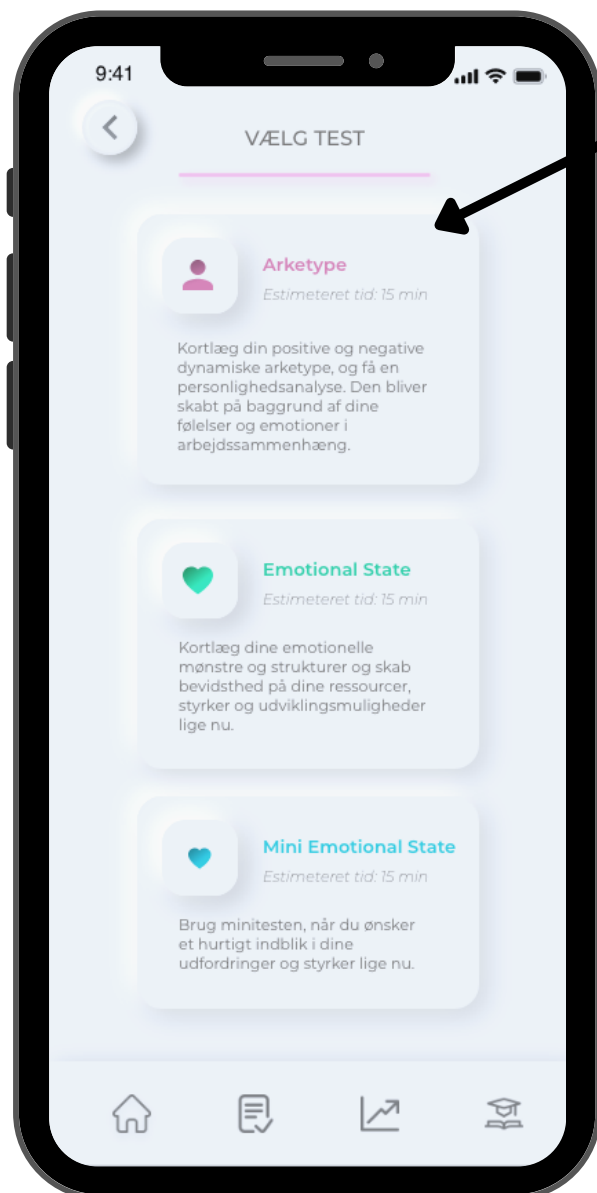 9:41
VÆLG TEST
Arketype
Estimeteret tid: 15 min
Kortlæg din positive og negative
dynamiske arketype, og få en
personlighedsanalyse. Den bliver
skabt på baggrund af dine
følelser og emotioner i
arbejdssammenhæng.
Emotional State
Estimeteret tid: 15 min
Kortlæg dine emotionelle
mønstre og strukturer og skab
bevidsthed på dine ressourcer,
styrker og udviklingsmuligheder
lige nu.
Mini Emotional State
Estimeteret tid: 15 min
Brug minitesten, når du ønsker
et hurtigt indblik i dine
udfordringer og styrker lige nu.